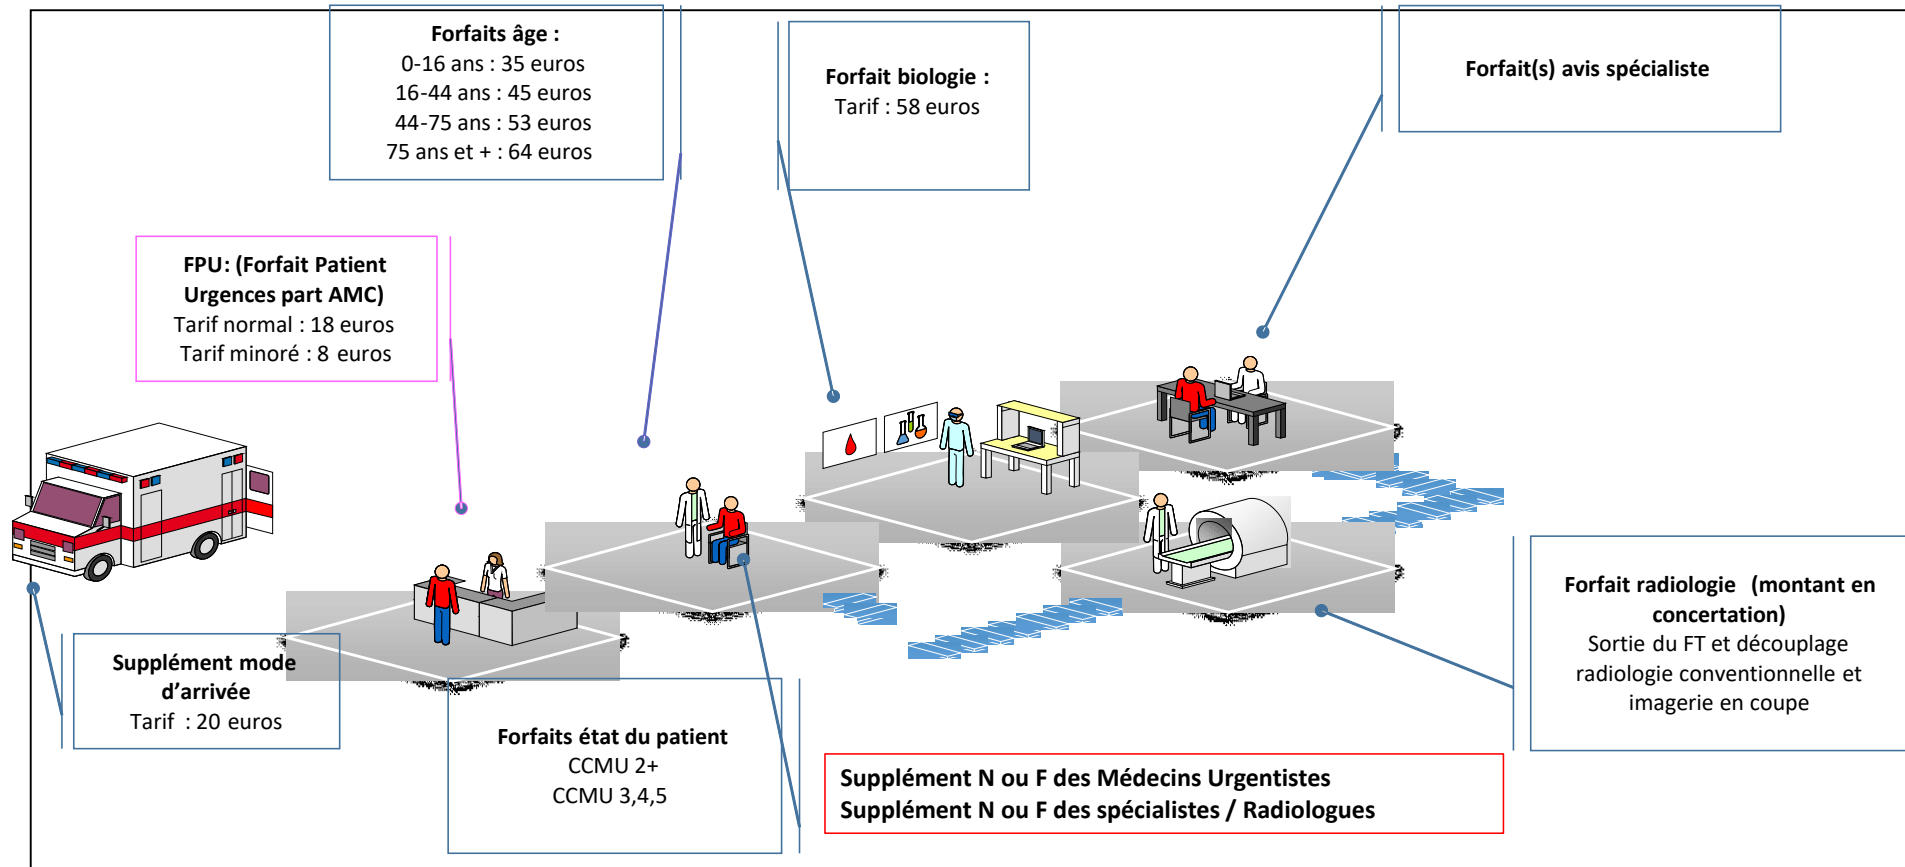 Forfaits âge :
0-16 ans : 35 euros
16-44 ans : 45 euros
44-75 ans : 53 euros
75 ans et + : 64 euros
Forfait biologie :
Tarif : 58 euros
Forfait(s) avis spécialiste
FPU: (Forfait Patient
Urgences part AMC)
Tarif normal : 18 euros
Tarif minoré : 8 euros
Supplément mode
d’arrivée
Tarif : 20 euros
Forfaits état du patient
CCMU 2+
CCMU 3,4,5
Supplément N ou F des Médecins Urgentistes
Supplément N ou F des spécialistes / Radiologues
Forfait radiologie (montant en
concertation)
Sortie du FT et découplage
radiologie conventionnelle et
imagerie en coupe